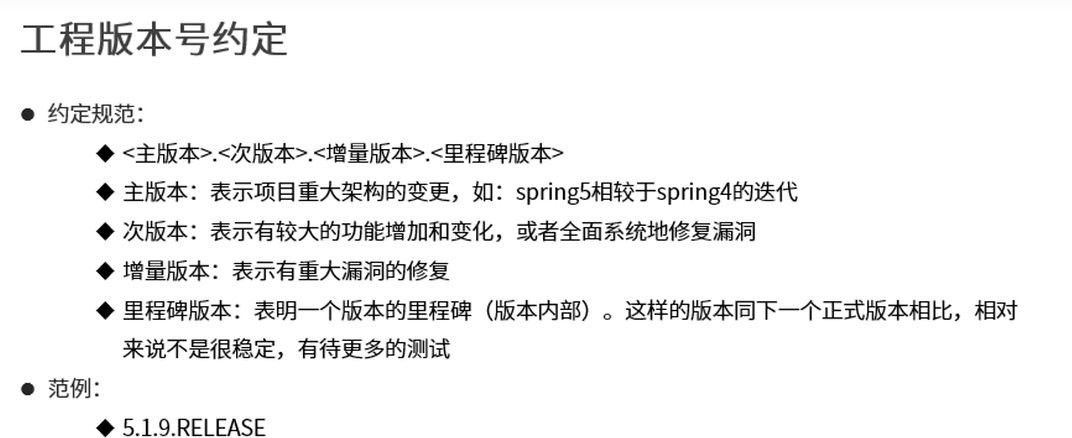 工程版本号约定
● 约定规范：
◆ <主版本>.<次版本>.<增量版本>.<里程碑版本>
◆ 主版本：表示项目重大架构的变更，如：spring5相较于spring4的迭代
◆ 次版本：表示有较大的功能增加和变化，或者全面系统地修复漏洞
◆ 增量版本：表示有重大漏洞的修复
◆ 里程碑版本：表明一个版本的里程碑（版本内部）。这样的版本同下一个正式版本相比，相对
来说不是很稳定，有待更多的测试
● 范例：
◆ 5.1.9.RELEASE